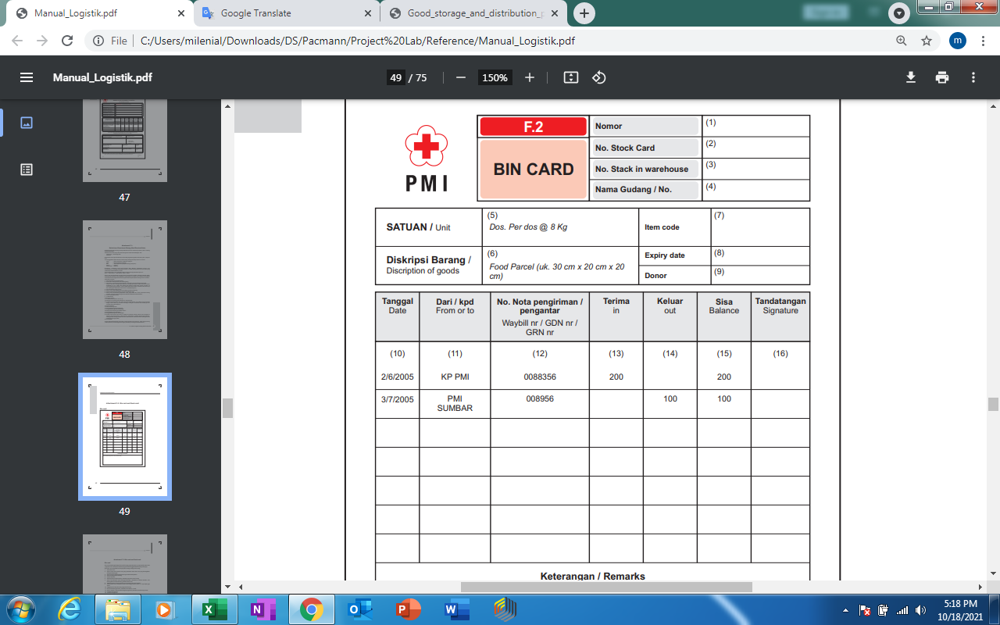 Manual_Logistik.pdf
Google Translate
Good_storage_and_distribution_p
File
C:/Users/milenial/Downloads/DS/Pacmann/Project%20Lab/Reference/Manual_Logistik.pdf
m
Manual_Logistik.pdf
49 / 75
150%
47
48
49
PMI
F.2
BIN CARD
Nomor (1)
No. Stock Card (2)
No. Stack in warehouse (3)
Nama Gudang / No. (4)
SATUAN / Unit
(5)
Dos. Per dos @ 8 Kg
Item code (7)
Diskripsi Barang /
Discription of goods
(6)
Food Parcel (uk. 30 cm x 20 cm x 20
cm)
Expiry date (8)
Donor (9)
Tanggal
Date
Dari / kpd
From or to
No. Nota pengiriman /
pengantar
Waybill nr / GDN nr /
GRN nr
Terima
in
Keluar
out
Sisa
Balance
Tandatangan
Signature
(10) (11) (12) (13) (14) (15) (16)
2/6/2005 KP PMI 0088356 200 200
3/7/2005 PMI
SUMBAR
008956 100 100
Keterangan / Remarks
5:18 PM
10/18/2021